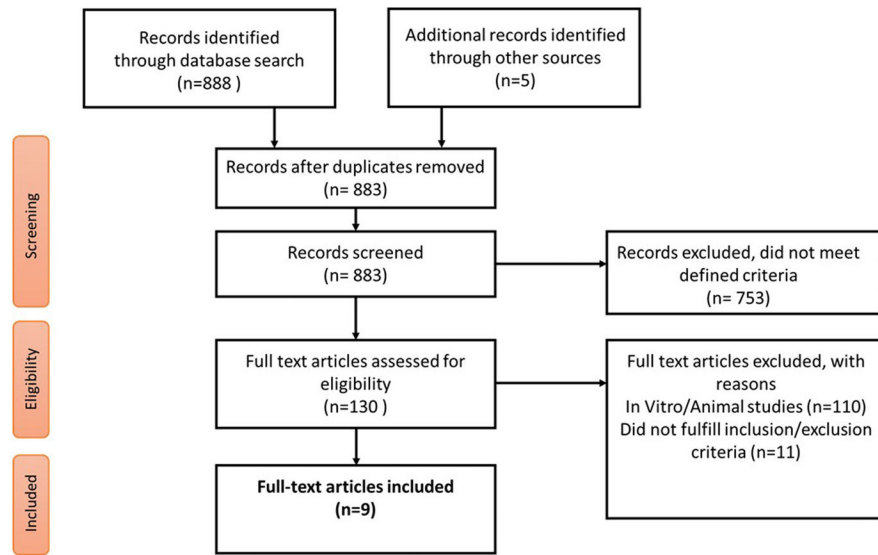 Records identified
through database search
(n=888 )
Additional records identified
through other sources
(n=5)
Screening
Records after duplicates removed
(n= 883)
Records screened
(n= 883)
Records excluded, did not meet
defined criteria
(n= 753)
Eligibility
Full text articles assessed for
eligibility
(n=130 )
Full text articles excluded, with
reasons
In Vitro/Animal studies (n=110)
Did not fulfill inclusion/exclusion
criteria (n=11)
Included
Full-text articles included
(n=9)